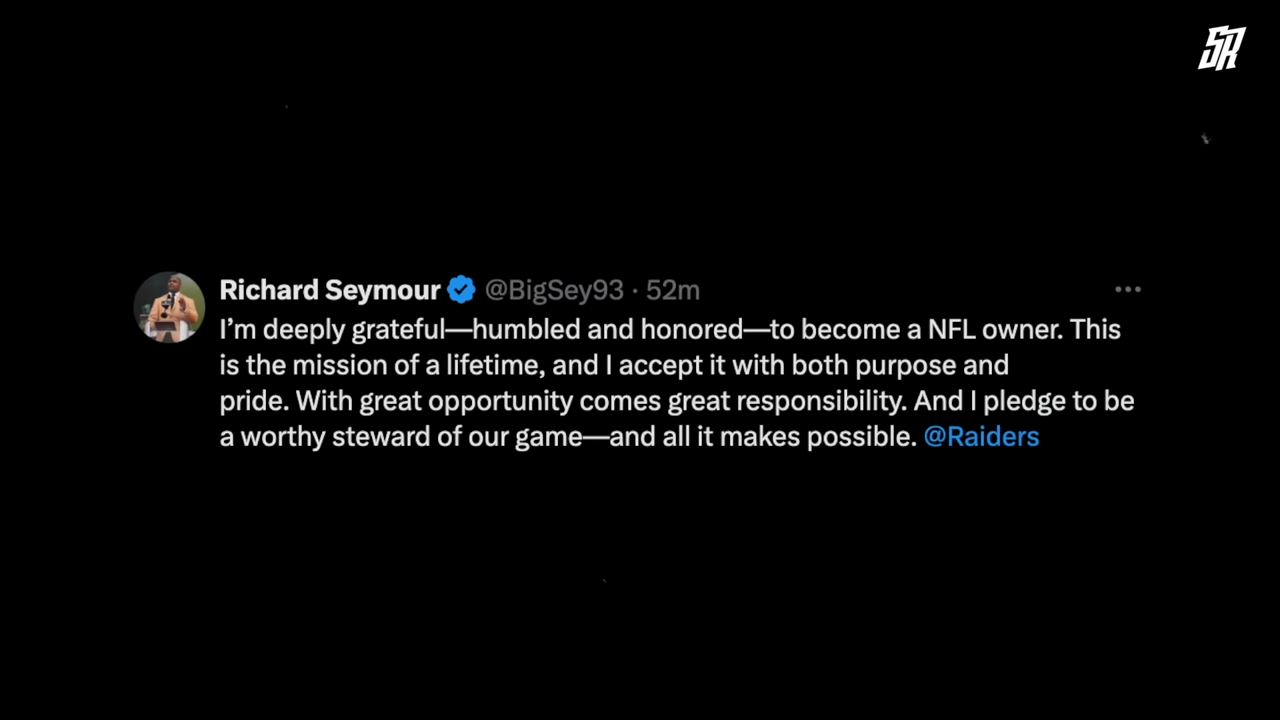 SR
Richard Seymour @BigSey93 · 52m
I’m deeply grateful—humbled and honored—to become a NFL owner. This
is the mission of a lifetime, and I accept it with both purpose and
pride. With great opportunity comes great responsibility. And I pledge to be
a worthy steward of our game—and all it makes possible. @Raiders